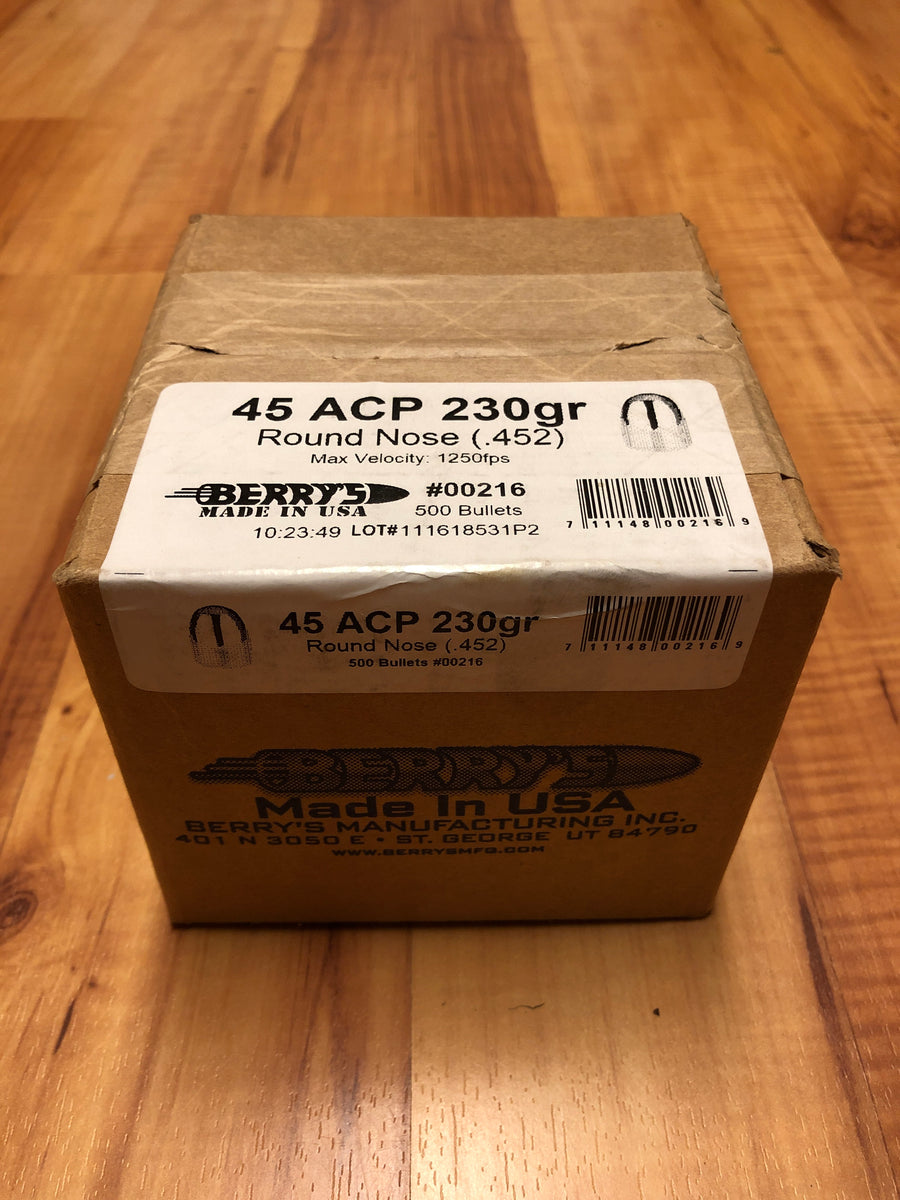 45 ACP 230gr
Round Nose (.452)
Max Velocity: 1250fps
BERRY'S
MADE IN USA
#00216
500 Bullets
10:23:49 LOT#111618531P2
7 11148 00216 9
45 ACP 230gr
Round Nose (.452)
500 Bullets #00216
7 11148 00216 9
BERRY'S
Made In USA
BERRY'S MANUFACTURING INC.
401 N 3050 E • ST. GEORGE UT 84790
WWW.BERRYSMFG.COM